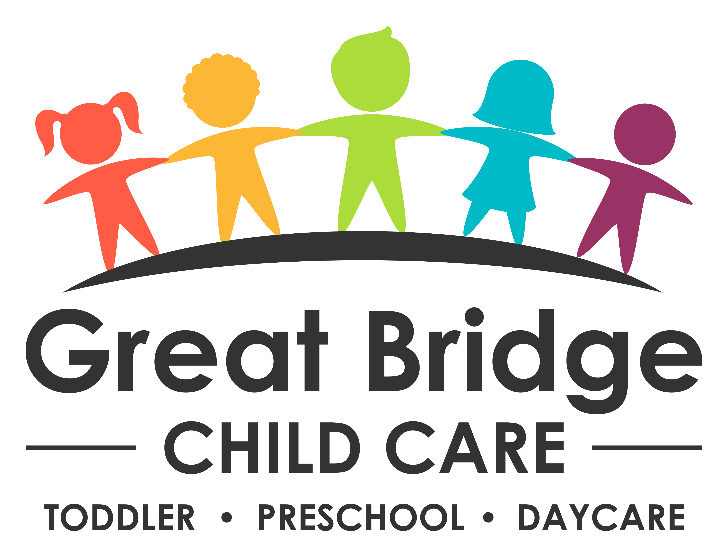 Great Bridge
CHILD CARE
TODDLER • PRESCHOOL • DAYCARE